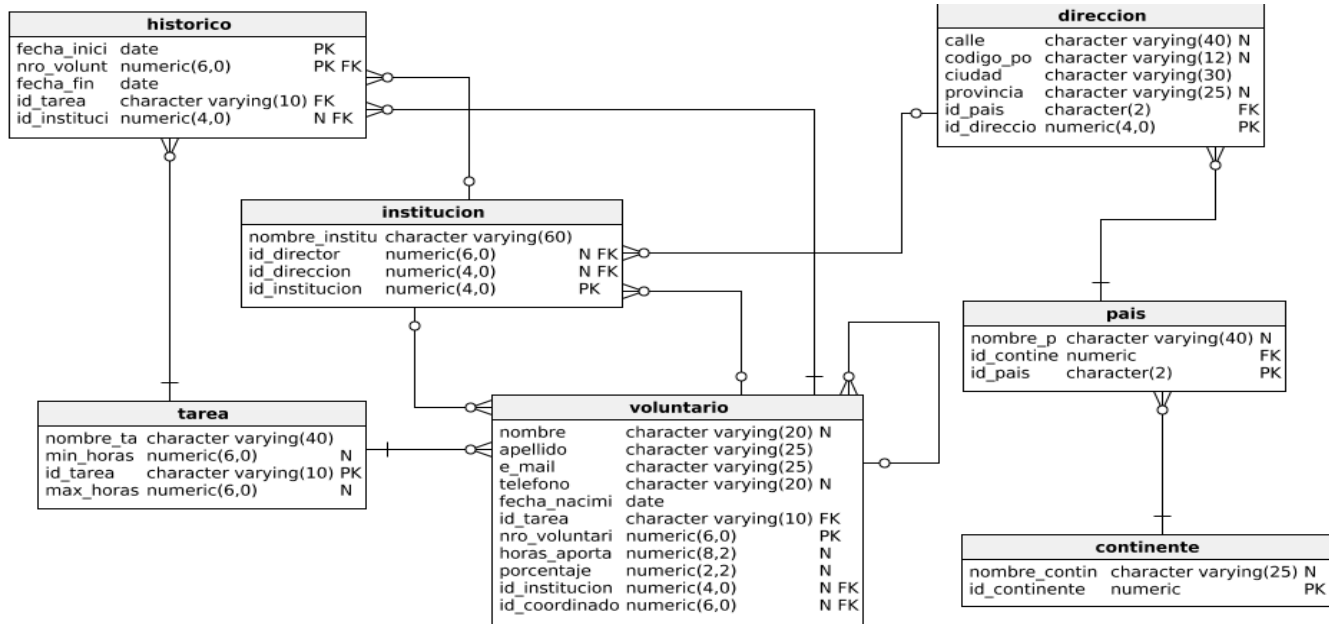 historico
fecha_inici date PK
nro_volunt numeric(6,0) PK FK
fecha_fin date
id_tarea character varying(10) FK
id_instituci numeric(4,0) N FK
direccion
calle character varying(40) N
codigo_po character varying(12) N
ciudad character varying(30)
provincia character varying(25) N
id_pais character(2) FK
id_direccio numeric(4,0) PK
institucion
nombre_institu character varying(60)
id_director numeric(6,0) N FK
id_direccion numeric(4,0) N FK
id_institucion numeric(4,0) PK
pais
nombre_p character varying(40) N
id_contine numeric FK
id_pais character(2) PK
tarea
nombre_ta character varying(40)
min_horas numeric(6,0) N
id_tarea character varying(10) PK
max_horas numeric(6,0) N
voluntario
nombre character varying(20) N
apellido character varying(25)
e_mail character varying(25)
telefono character varying(20) N
fecha_nacimi date
id_tarea character varying(10) FK
nro_voluntari numeric(6,0) PK
horas_aporta numeric(8,2) N
porcentaje numeric(2,2) N
id_institucion numeric(4,0) N FK
id_coordinado numeric(6,0) N FK
continente
nombre_contin character varying(25) N
id_continente numeric PK